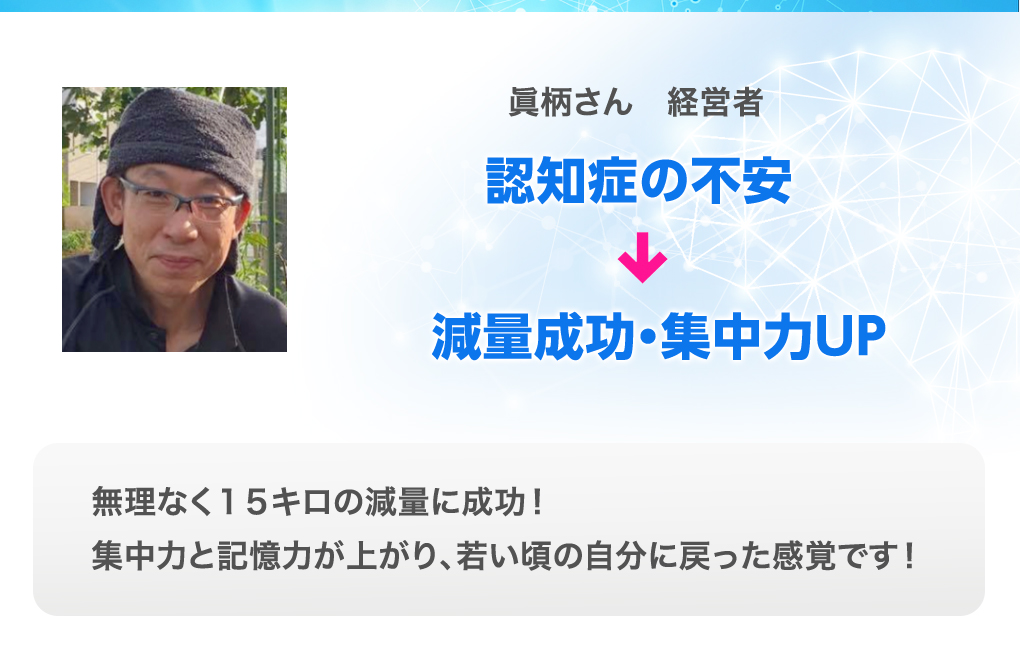 眞柄さん　経営者
認知症の不安
減量成功・集中力UP
無理なく１５キロの減量に成功！
集中力と記憶力が上がり、若い頃の自分に戻った感覚です！